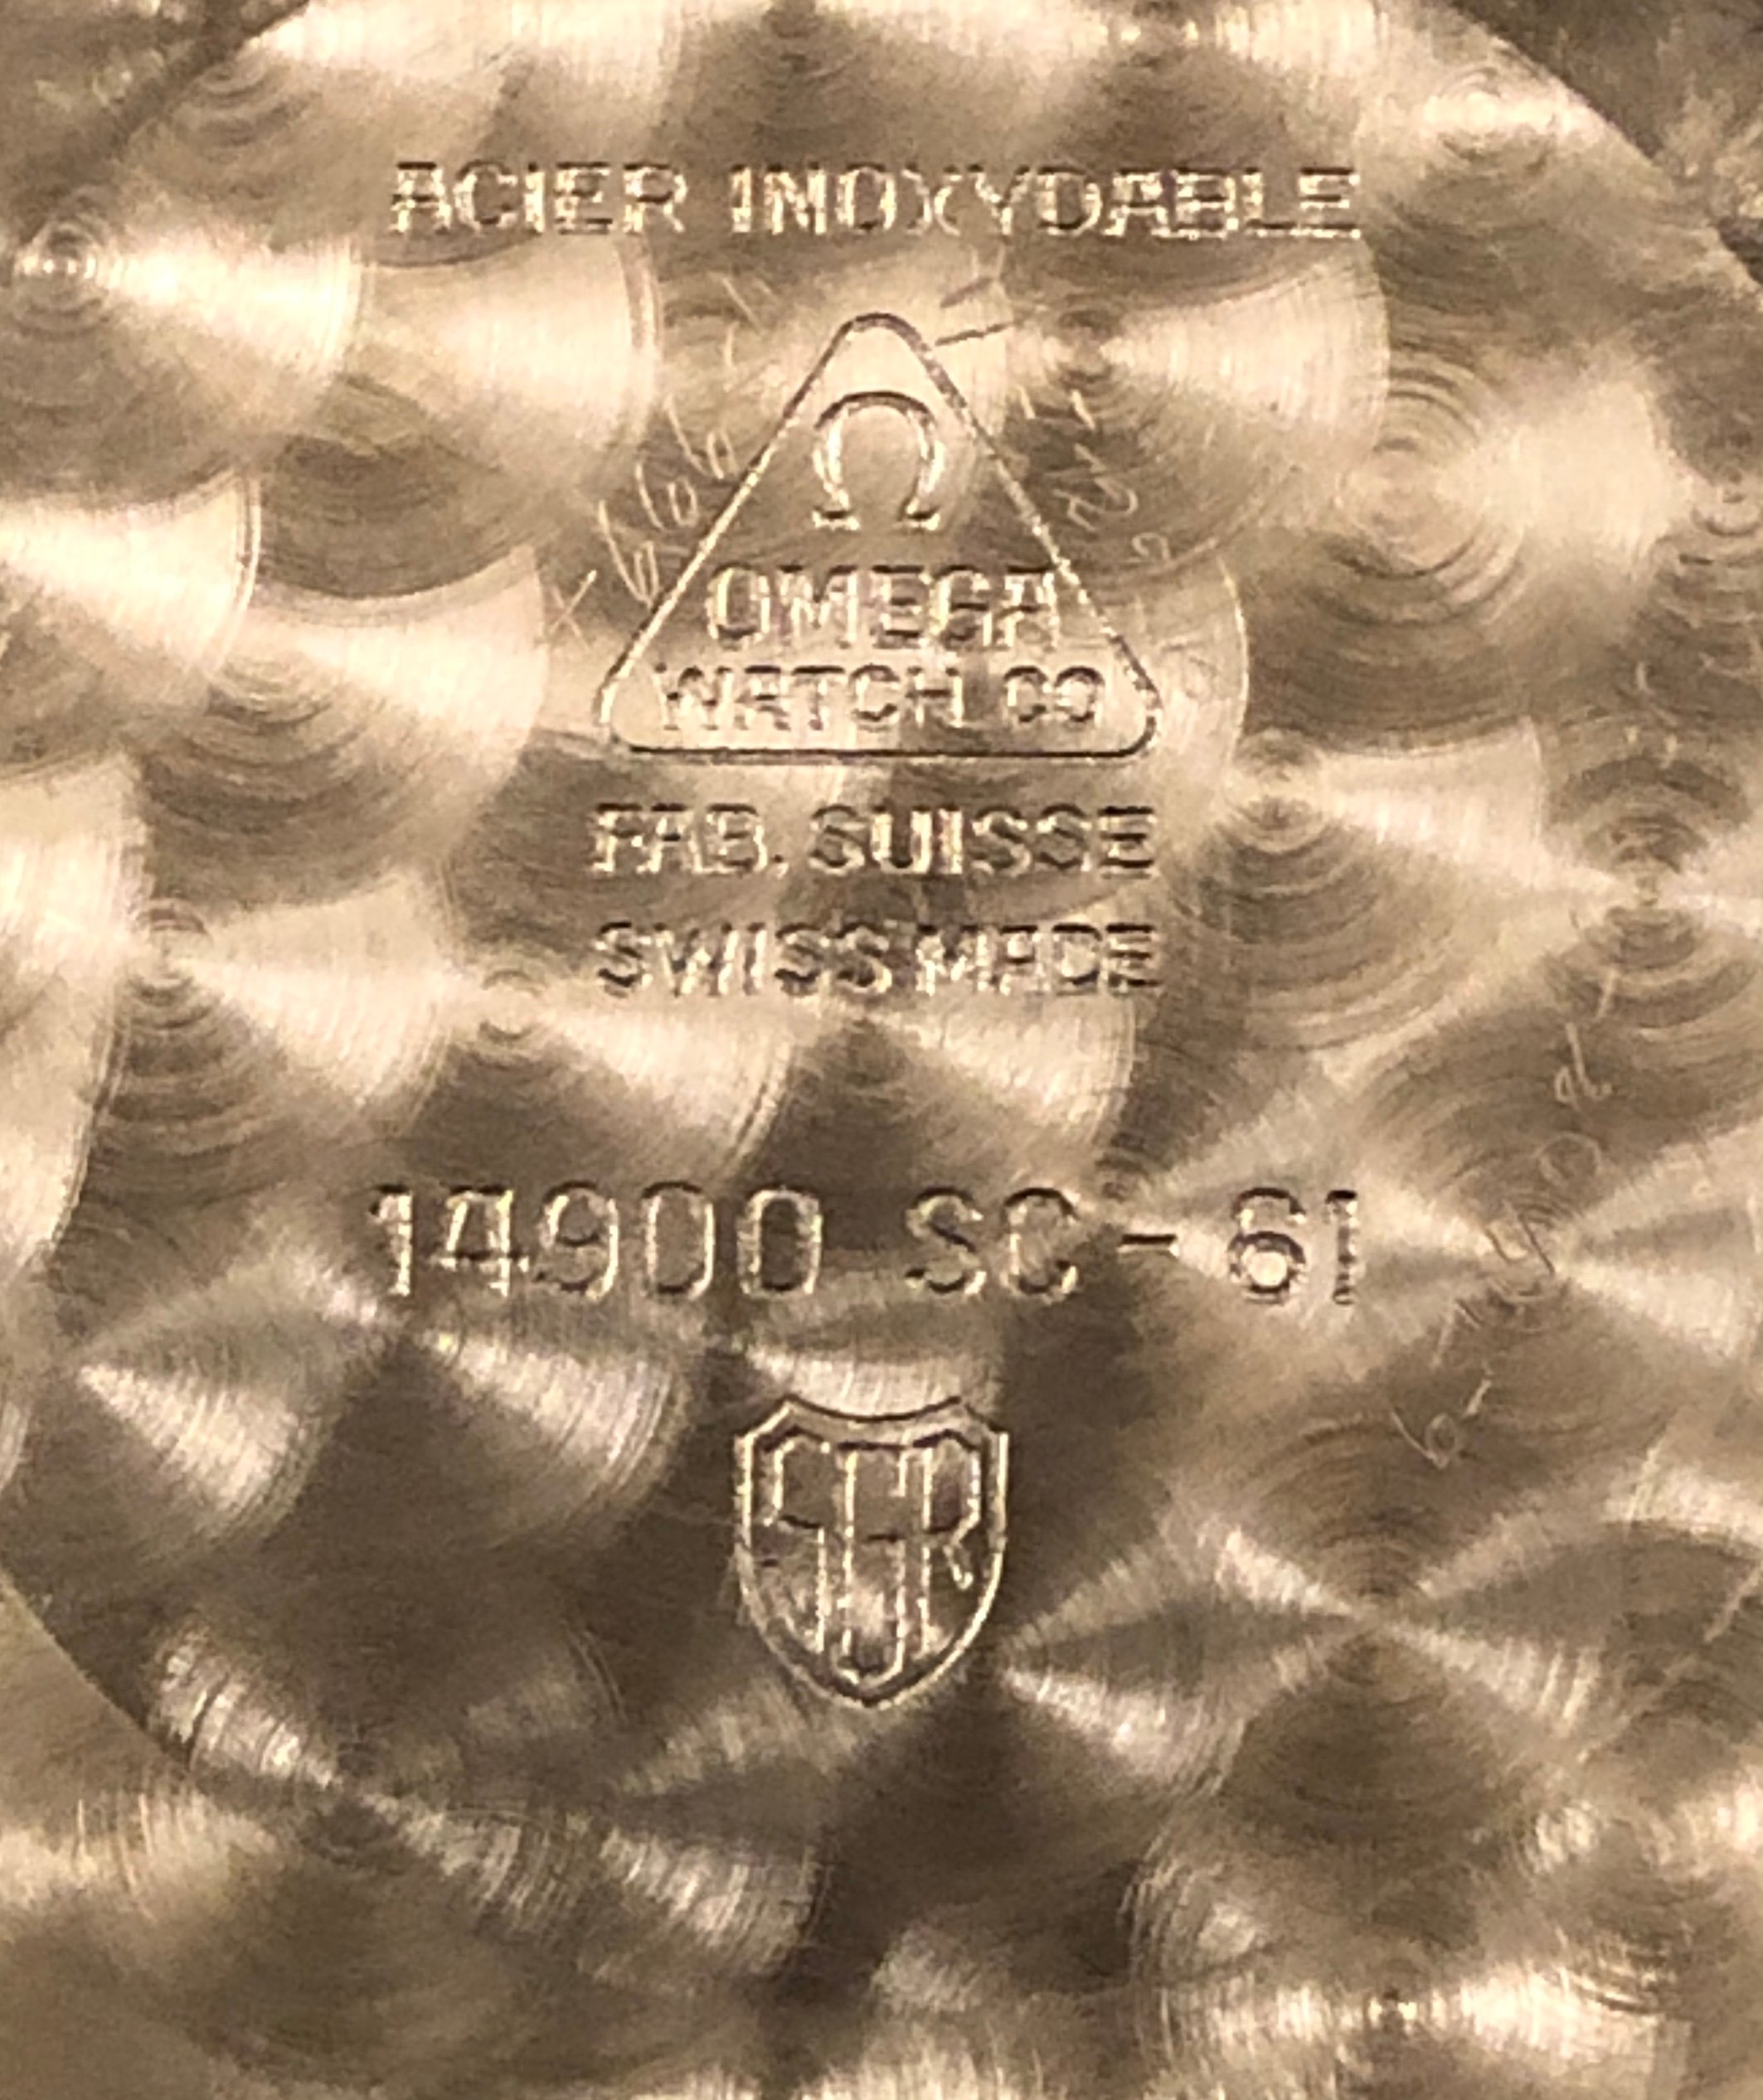 ACIER INOXYDABLE
Ω
OMEGA
WATCH CO
FAB. SUISSE
SWISS MADE
14900 SC - 61